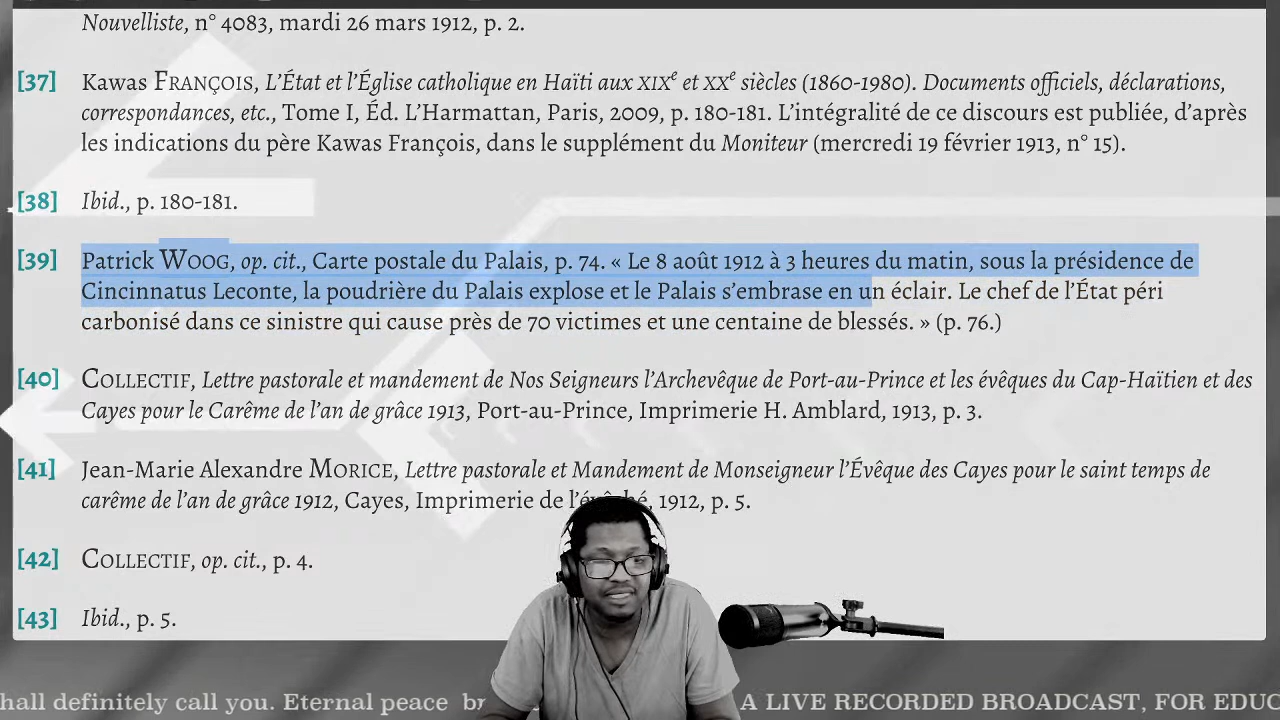 Nouvelliste, n° 4083, mardi 26 mars 1912, p. 2.
[37] Kawas François, L’État et l’Église catholique en Haïti aux XIXe et XXe siècles (1860-1980). Documents officiels, déclarations,
correspondances, etc., Tome I, Éd. L’Harmattan, Paris, 2009, p. 180-181. L’intégralité de ce discours est publiée, d’après
les indications du père Kawas François, dans le supplément du Moniteur (mercredi 19 février 1913, n° 15).
[38] Ibid., p. 180-181.
[39] Patrick Woog, op. cit., Carte postale du Palais, p. 74. « Le 8 août 1912 à 3 heures du matin, sous la présidence de
Cincinnatus Leconte, la poudrière du Palais explose et le Palais s’embrase en un éclair. Le chef de l’État péri
carbonisé dans ce sinistre qui cause près de 70 victimes et une centaine de blessés. » (p. 76.)
[40] Collectif, Lettre pastorale et mandement de Nos Seigneurs l’Archevêque de Port-au-Prince et les évêques du Cap-Haïtien et des
Cayes pour le Carême de l’an de grâce 1913, Port-au-Prince, Imprimerie H. Amblard, 1913, p. 3.
[41] Jean-Marie Alexandre Morice, Lettre pastorale et Mandement de Monseigneur l’Évêque des Cayes pour le saint temps de
carême de l’an de grâce 1912, Cayes, Imprimerie de l’évêché, 1912, p. 5.
[42] Collectif, op. cit., p. 4.
[43] Ibid., p. 5.
hall definitely call you. Eternal peace br A LIVE RECORDED BROADCAST, FOR EDUC